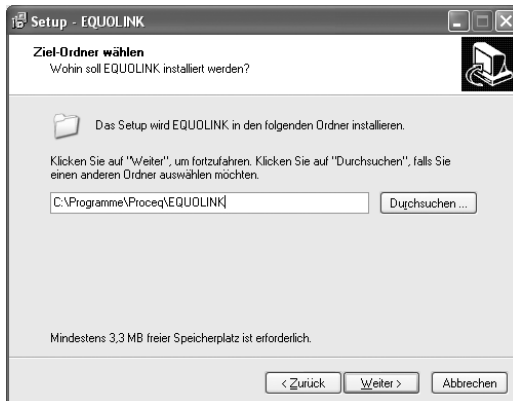 Setup - EQUOLINK
Ziel-Ordner wählen
Wohin soll EQUOLINK installiert werden?
Das Setup wird EQUOLINK in den folgenden Ordner installieren.
Klicken Sie auf "Weiter", um fortzufahren. Klicken Sie auf "Durchsuchen", falls Sie
einen anderen Ordner auswählen möchten.
C:\Programme\Proceq\EQUOLINK
Durchsuchen ...
Mindestens 3,3 MB freier Speicherplatz ist erforderlich.
< Zurück
Weiter >
Abbrechen